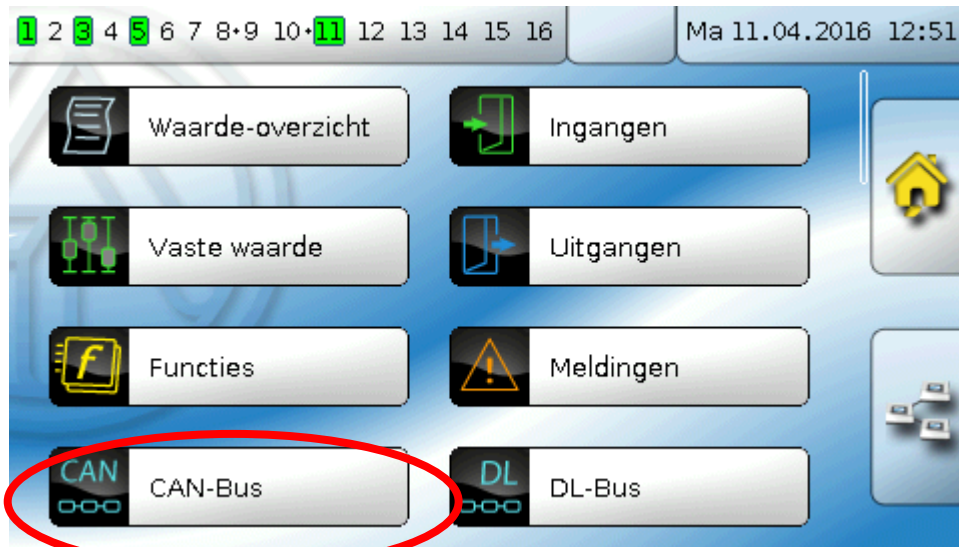 1 2 3 4 5 6 7 8•9 10•11 12 13 14 15 16 Ma 11.04.2016 12:51
Waarde-overzicht Ingangen
Vaste waarde Uitgangen
f Functies Meldingen
CAN CAN-Bus DL DL-Bus